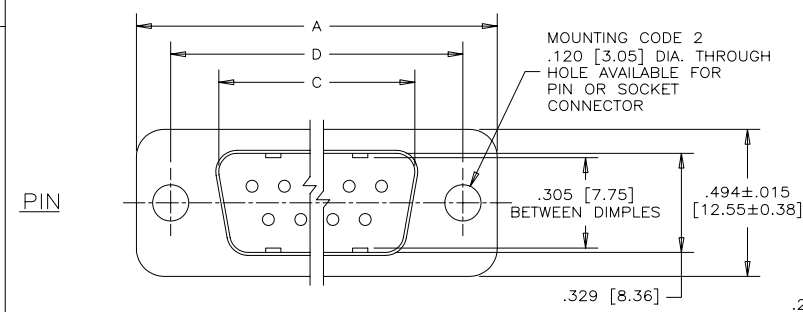 A
D
C
MOUNTING CODE 2
.120 [3.05] DIA. THROUGH
HOLE AVAILABLE FOR
PIN OR SOCKET
CONNECTOR
PIN
.305 [7.75]
BETWEEN DIMPLES
.494±.015
[12.55±0.38]
.329 [8.36]
.2